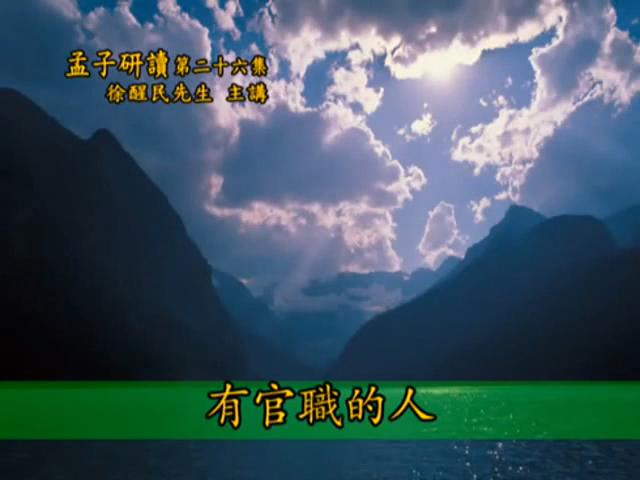 孟子研讀 第二十六集
徐醒民先生 主講
有官職的人